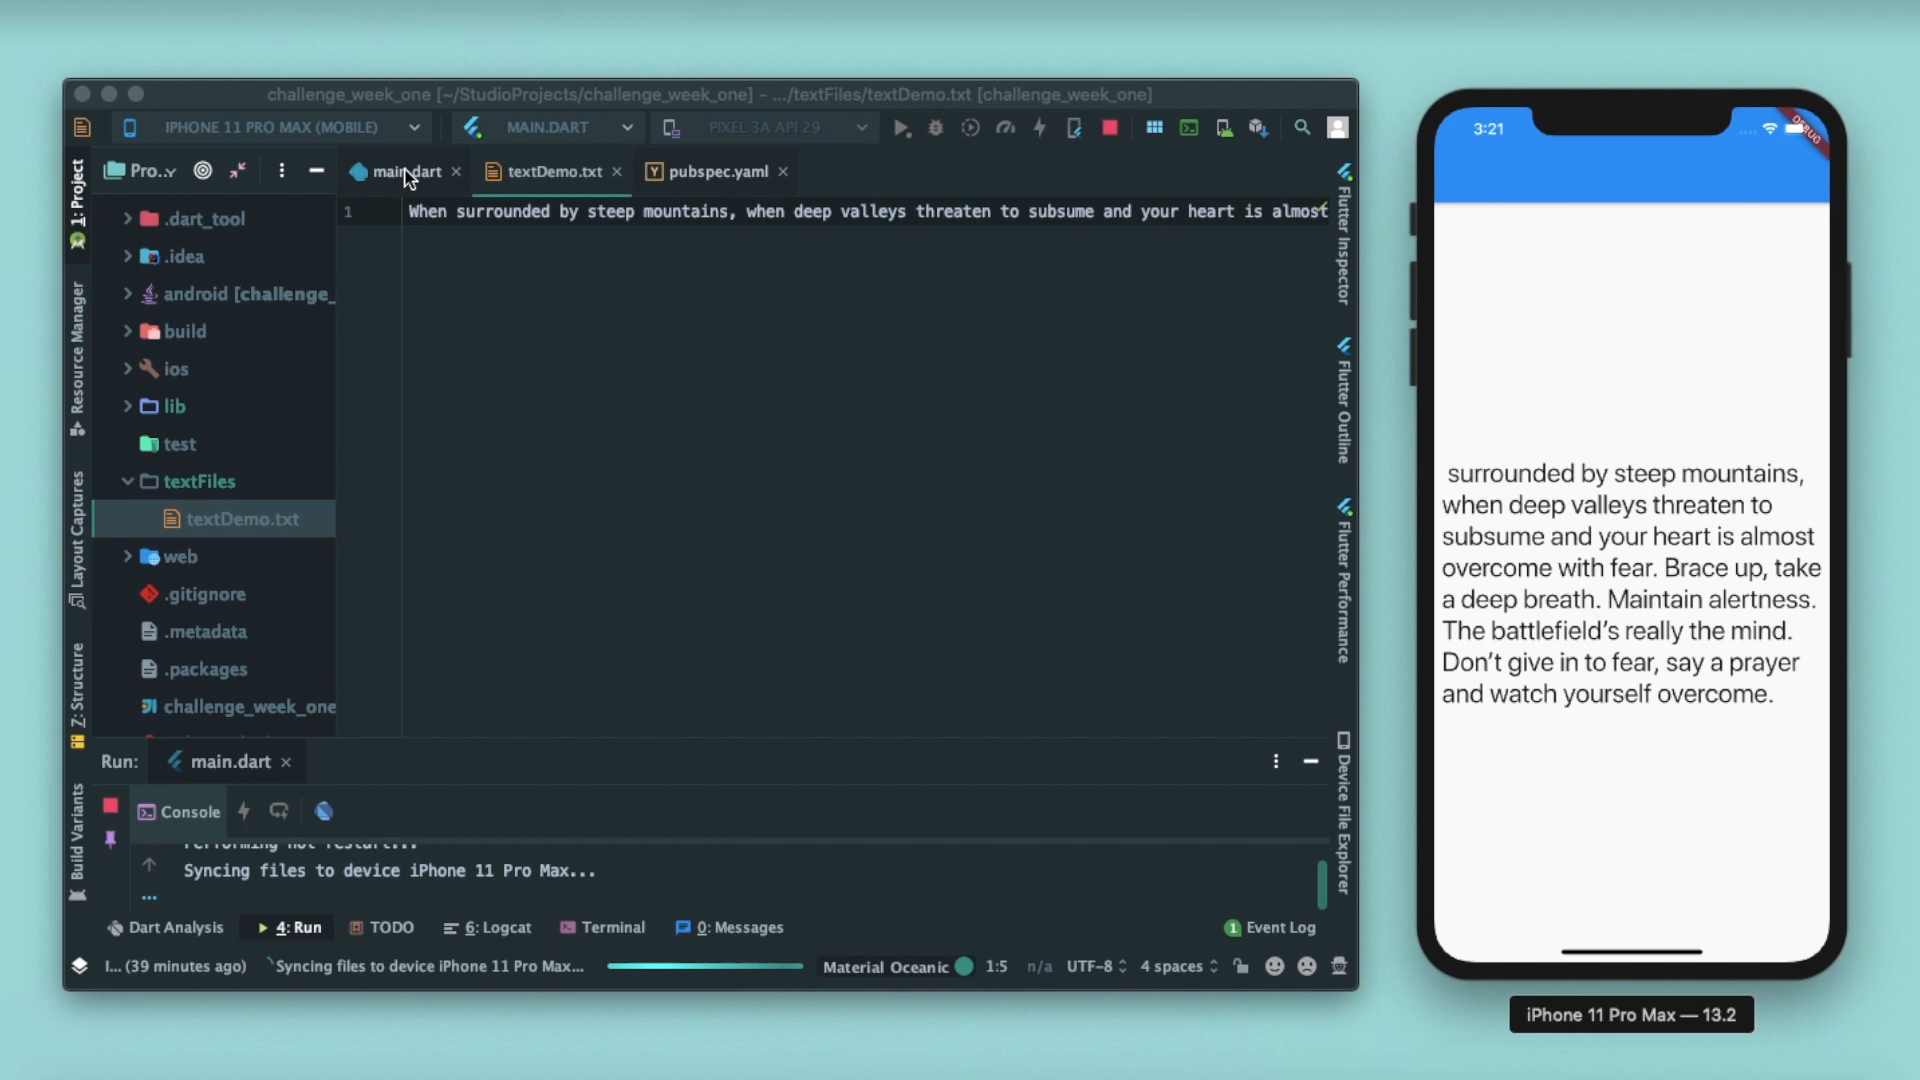 challenge_week_one [~/StudioProjects/challenge_week_one] - .../textFiles/textDemo.txt [challenge_week_one]
IPHONE 11 PRO MAX (MOBILE)
MAIN.DART
PIXEL 3A API 29
1: Project
Resource Manager
Layout Captures
Z: Structure
Build Variants
Pro..
.dart_tool
.idea
android [challenge_
build
ios
lib
test
textFiles
textDemo.txt
web
.gitignore
.metadata
.packages
challenge_week_one
main.dart
textDemo.txt
pubspec.yaml
1 When surrounded by steep mountains, when deep valleys threaten to subsume and your heart is almost
Flutter Inspector
Flutter Outline
Flutter Performance
Device File Explorer
Run:
main.dart
Console
Performing hot restart...
Syncing files to device iPhone 11 Pro Max...
Dart Analysis
4: Run
TODO
6: Logcat
Terminal
0: Messages
1 Event Log
I... (39 minutes ago)
Syncing files to device iPhone 11 Pro Max...
Material Oceanic
1:5
n/a
UTF-8
4 spaces
3:21
DEBUG
surrounded by steep mountains,
when deep valleys threaten to
subsume and your heart is almost
overcome with fear. Brace up, take
a deep breath. Maintain alertness.
The battlefield’s really the mind.
Don’t give in to fear, say a prayer
and watch yourself overcome.
iPhone 11 Pro Max — 13.2